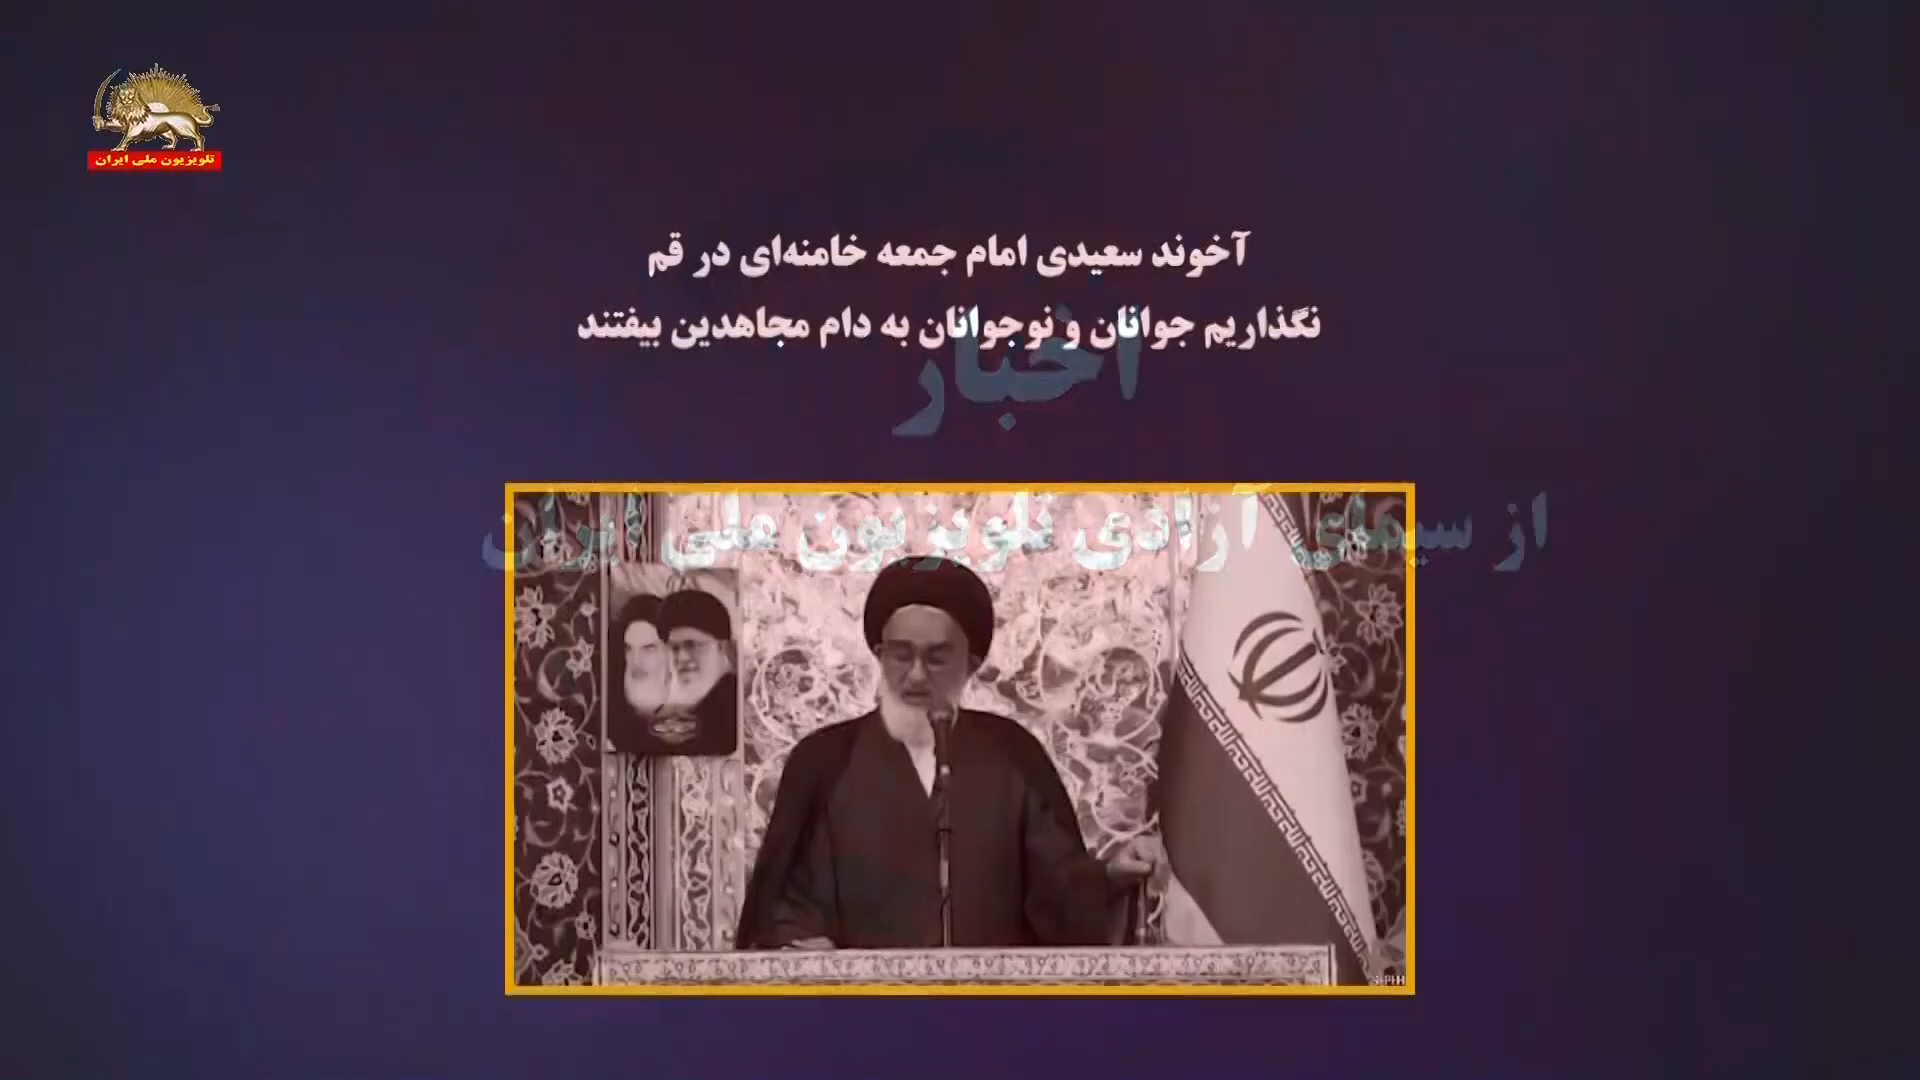 تلویزیون ملی ایران
آخوند سعیدی امام جمعه خامنه‌ای در قم
نگذاریم جوانان و نوجوانان به دام مجاهدین بیفتند
اخبار
از سیمای آزادی تلویزیون ملی ایران